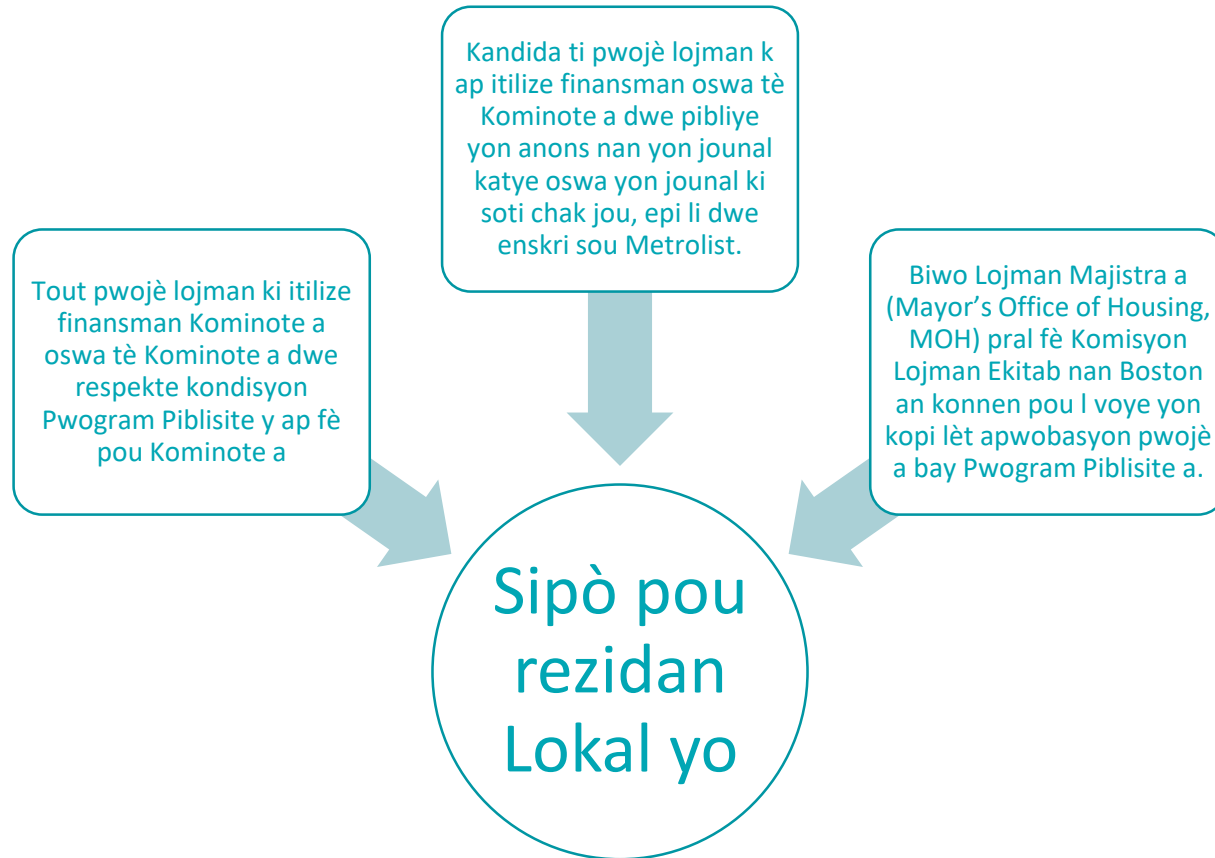 Kandida ti pwojè lojman k
ap itilize finansman oswa tè
Kominote a dwe pibliye
yon anons nan yon jounal
katye oswa yon jounal ki
soti chak jou, epi li dwe
enskri sou Metrolist.
Tout pwojè lojman ki itilize
finansman Kominote a
oswa tè Kominote a dwe
respekte kondisyon
Pwogram Piblisite y ap fè
pou Kominote a
Biwo Lojman Majistra a
(Mayor’s Office of Housing,
MOH) pral fè Komisyon
Lojman Ekitab nan Boston
an konnen pou l voye yon
kopi lèt apwobasyon pwojè
a bay Pwogram Piblisite a.
Sipò pou
rezidan
Lokal yo